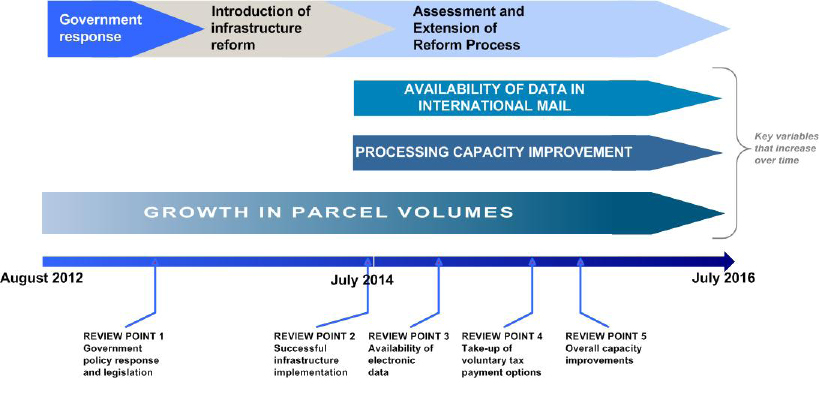 Government
response
Introduction of
infrastructure
reform
Assessment and
Extension of
Reform Process
AVAILABILITY OF DATA IN
INTERNATIONAL MAIL
PROCESSING CAPACITY IMPROVEMENT
Key variables
that increase
over time
GROWTH IN PARCEL VOLUMES
August 2012
July 2014
July 2016
REVIEW POINT 1
Government
policy response
and legislation
REVIEW POINT 2
Successful
infrastructure
implementation
REVIEW POINT 3
Availability of
electronic
data
REVIEW POINT 4
Take-up of
voluntary tax
payment options
REVIEW POINT 5
Overall capacity
improvements